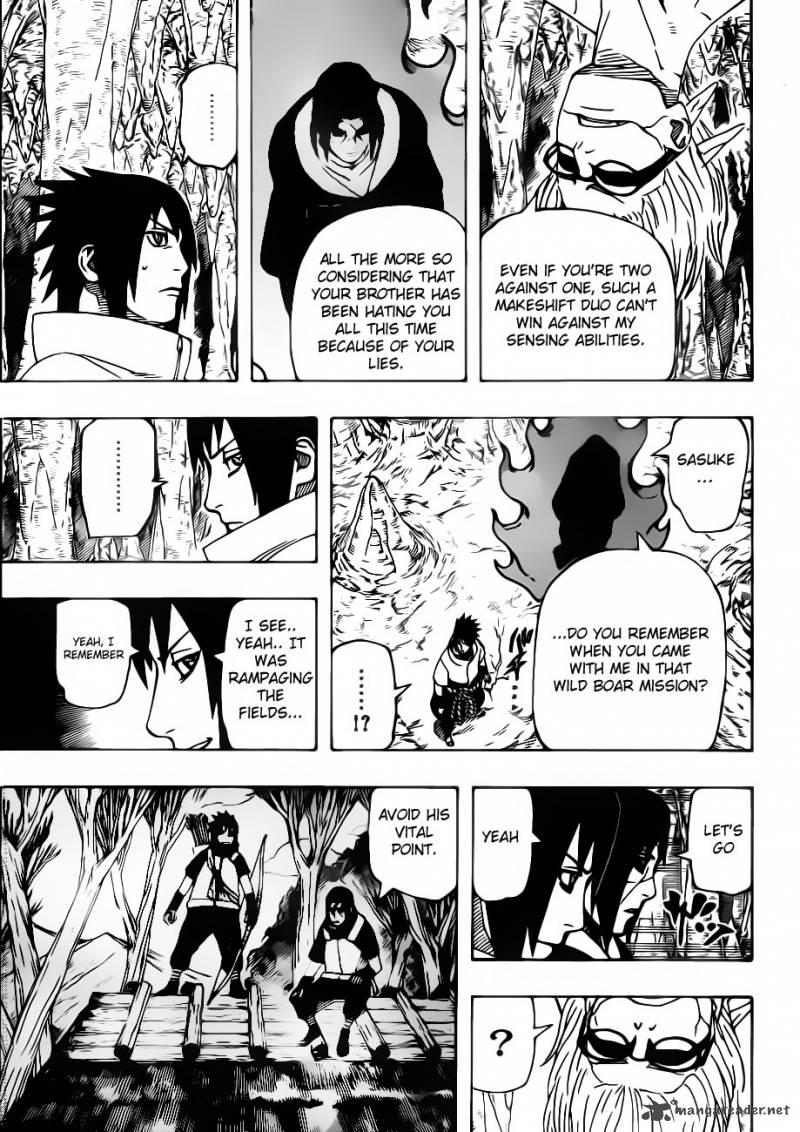 EVEN IF YOU'RE TWO
AGAINST ONE, SUCH A
MAKESHIFT DUO CAN'T
WIN AGAINST MY
SENSING ABILITIES.
ALL THE MORE SO
CONSIDERING THAT
YOUR BROTHER HAS
BEEN HATING YOU
ALL THIS TIME
BECAUSE OF YOUR
LIES.
........
SASUKE
...
...DO YOU REMEMBER
WHEN YOU CAME
WITH ME IN THAT
WILD BOAR MISSION?
......
!?
........
I SEE..
YEAH.. IT
WAS
RAMPAGING
THE
FIELDS...
YEAH, I
REMEMBER
LET'S
GO
YEAH
AVOID HIS
VITAL
POINT.
?
mangareader.net